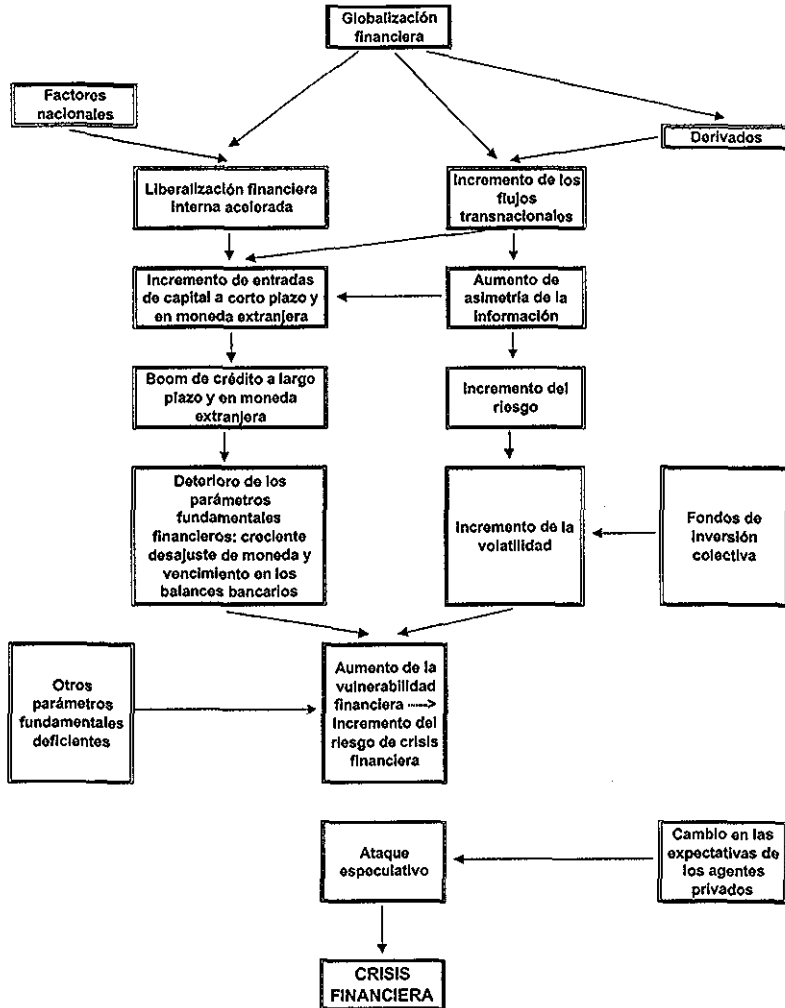 Globalización
financiera
Factores
nacionales
Derivados
Liberalización financiera
interna acelerada
Incremento de los
flujos
transnacionales
Incremento de entradas
de capital a corto plazo y
en moneda extranjera
Aumento de
asimetría de la
información
Boom de crédito a largo
plazo y en moneda
extranjera
Incremento del
riesgo
Deterioro de los
parámetros
fundamentales
financieros: creciente
desajuste de moneda y
vencimiento en los
balances bancarios
Incremento de la
volatilidad
Fondos de
inversión
colectiva
Otros
parámetros
fundamentales
deficientes
Aumento de la
vulnerabilidad
financiera ---->
Incremento del
riesgo de crisis
financiera
Ataque
especulativo
Cambio en las
expectativas de
los agentes
privados
CRISIS
FINANCIERA